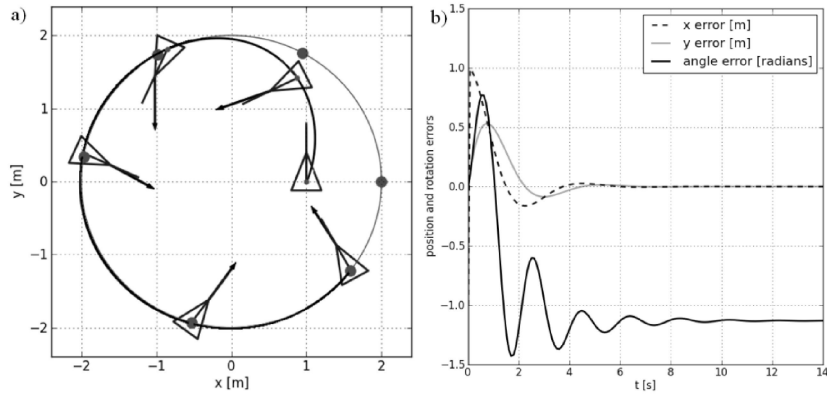 a)
2
1
0
−1
−2
y [m]
−2 −1 0 1 2
x [m]
b)
x error [m]
y error [m]
angle error [radians]
1.5
1.0
0.5
0.0
−0.5
−1.0
−1.5
position and rotation errors
0 2 4 6 8 10 12 14
t [s]